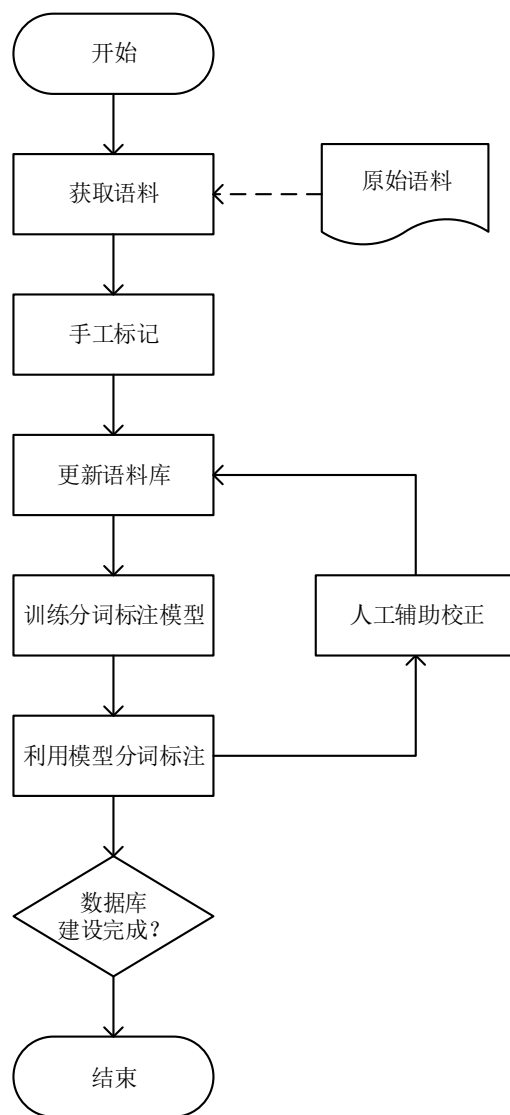 开始
获取语料
原始语料
手工标记
更新语料库
训练分词标注模型
人工辅助校正
利用模型分词标注
数据库
建设完成？
结束